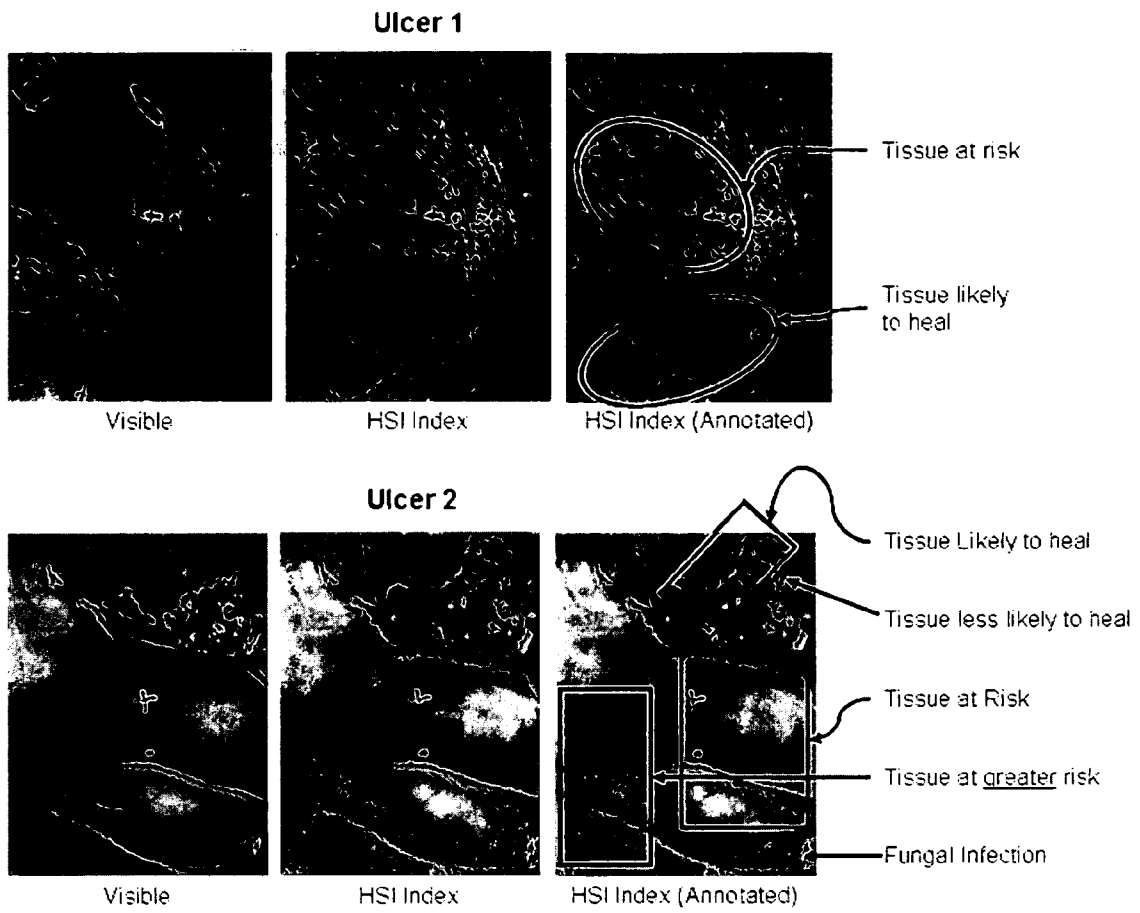 Ulcer 1
Tissue at risk
Tissue likely
to heal
Visible
HSI Index
HSI Index (Annotated)
Ulcer 2
Tissue Likely to heal
Tissue less likely to heal
Tissue at Risk
Tissue at greater risk
Fungal Infection
Visible
HSI Index
HSI Index (Annotated)